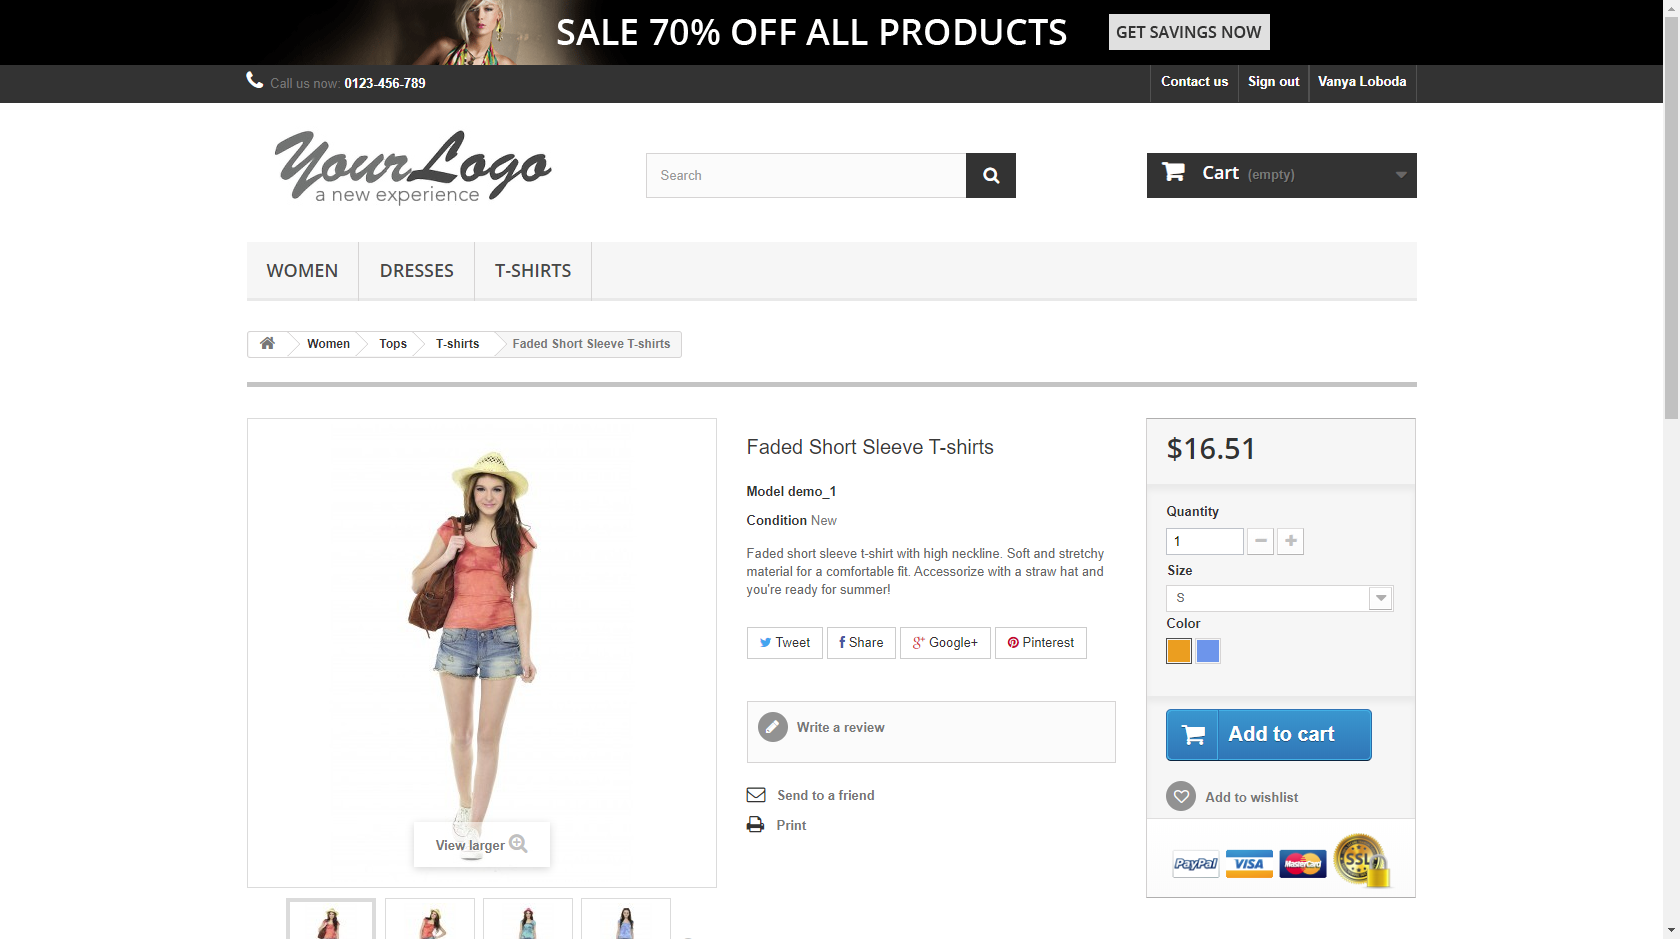 SALE 70% OFF ALL PRODUCTS
GET SAVINGS NOW
Call us now: 0123-456-789
Contact us
Sign out
Vanya Loboda
YourLogo
a new experience
Search
Cart (empty)
WOMEN
DRESSES
T-SHIRTS
Women
Tops
T-shirts
Faded Short Sleeve T-shirts
View larger
Faded Short Sleeve T-shirts
Model demo_1
Condition New
Faded short sleeve t-shirt with high neckline. Soft and stretchy
material for a comfortable fit. Accessorize with a straw hat and
you're ready for summer!
Tweet
Share
Google+
Pinterest
Write a review
Send to a friend
Print
$16.51
Quantity
1
Size
S
Color
Add to cart
Add to wishlist
PayPal
VISA
MasterCard
SSL